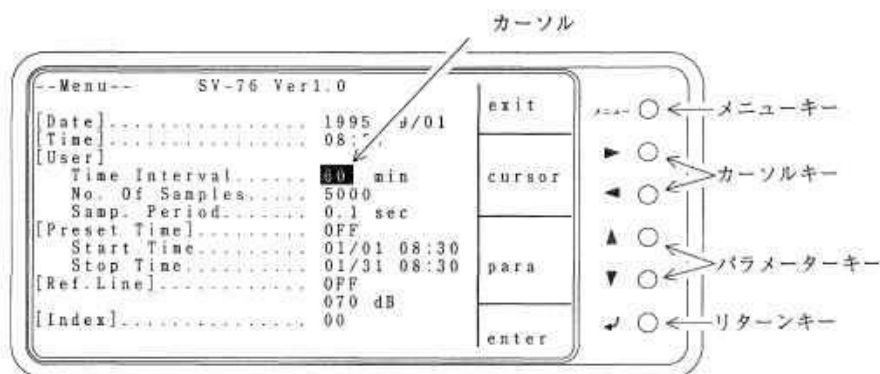 カーソル
--Menu-- SV-76 Ver1.0
[Date]................ 1995 9/01
[Time]................ 08:
[User]
Time Interval...... 60 min
No. Of Samples..... 5000
Samp. Period....... 0.1 sec
[Preset Time]......... OFF
Start Time......... 01/01 08:30
Stop Time.......... 01/31 08:30
[Ref.Line]............ OFF
070 dB
[Index]............... 00
exit
cursor
para
enter
メニュー
メニューキー
カーソルキー
パラメーターキー
リターンキー